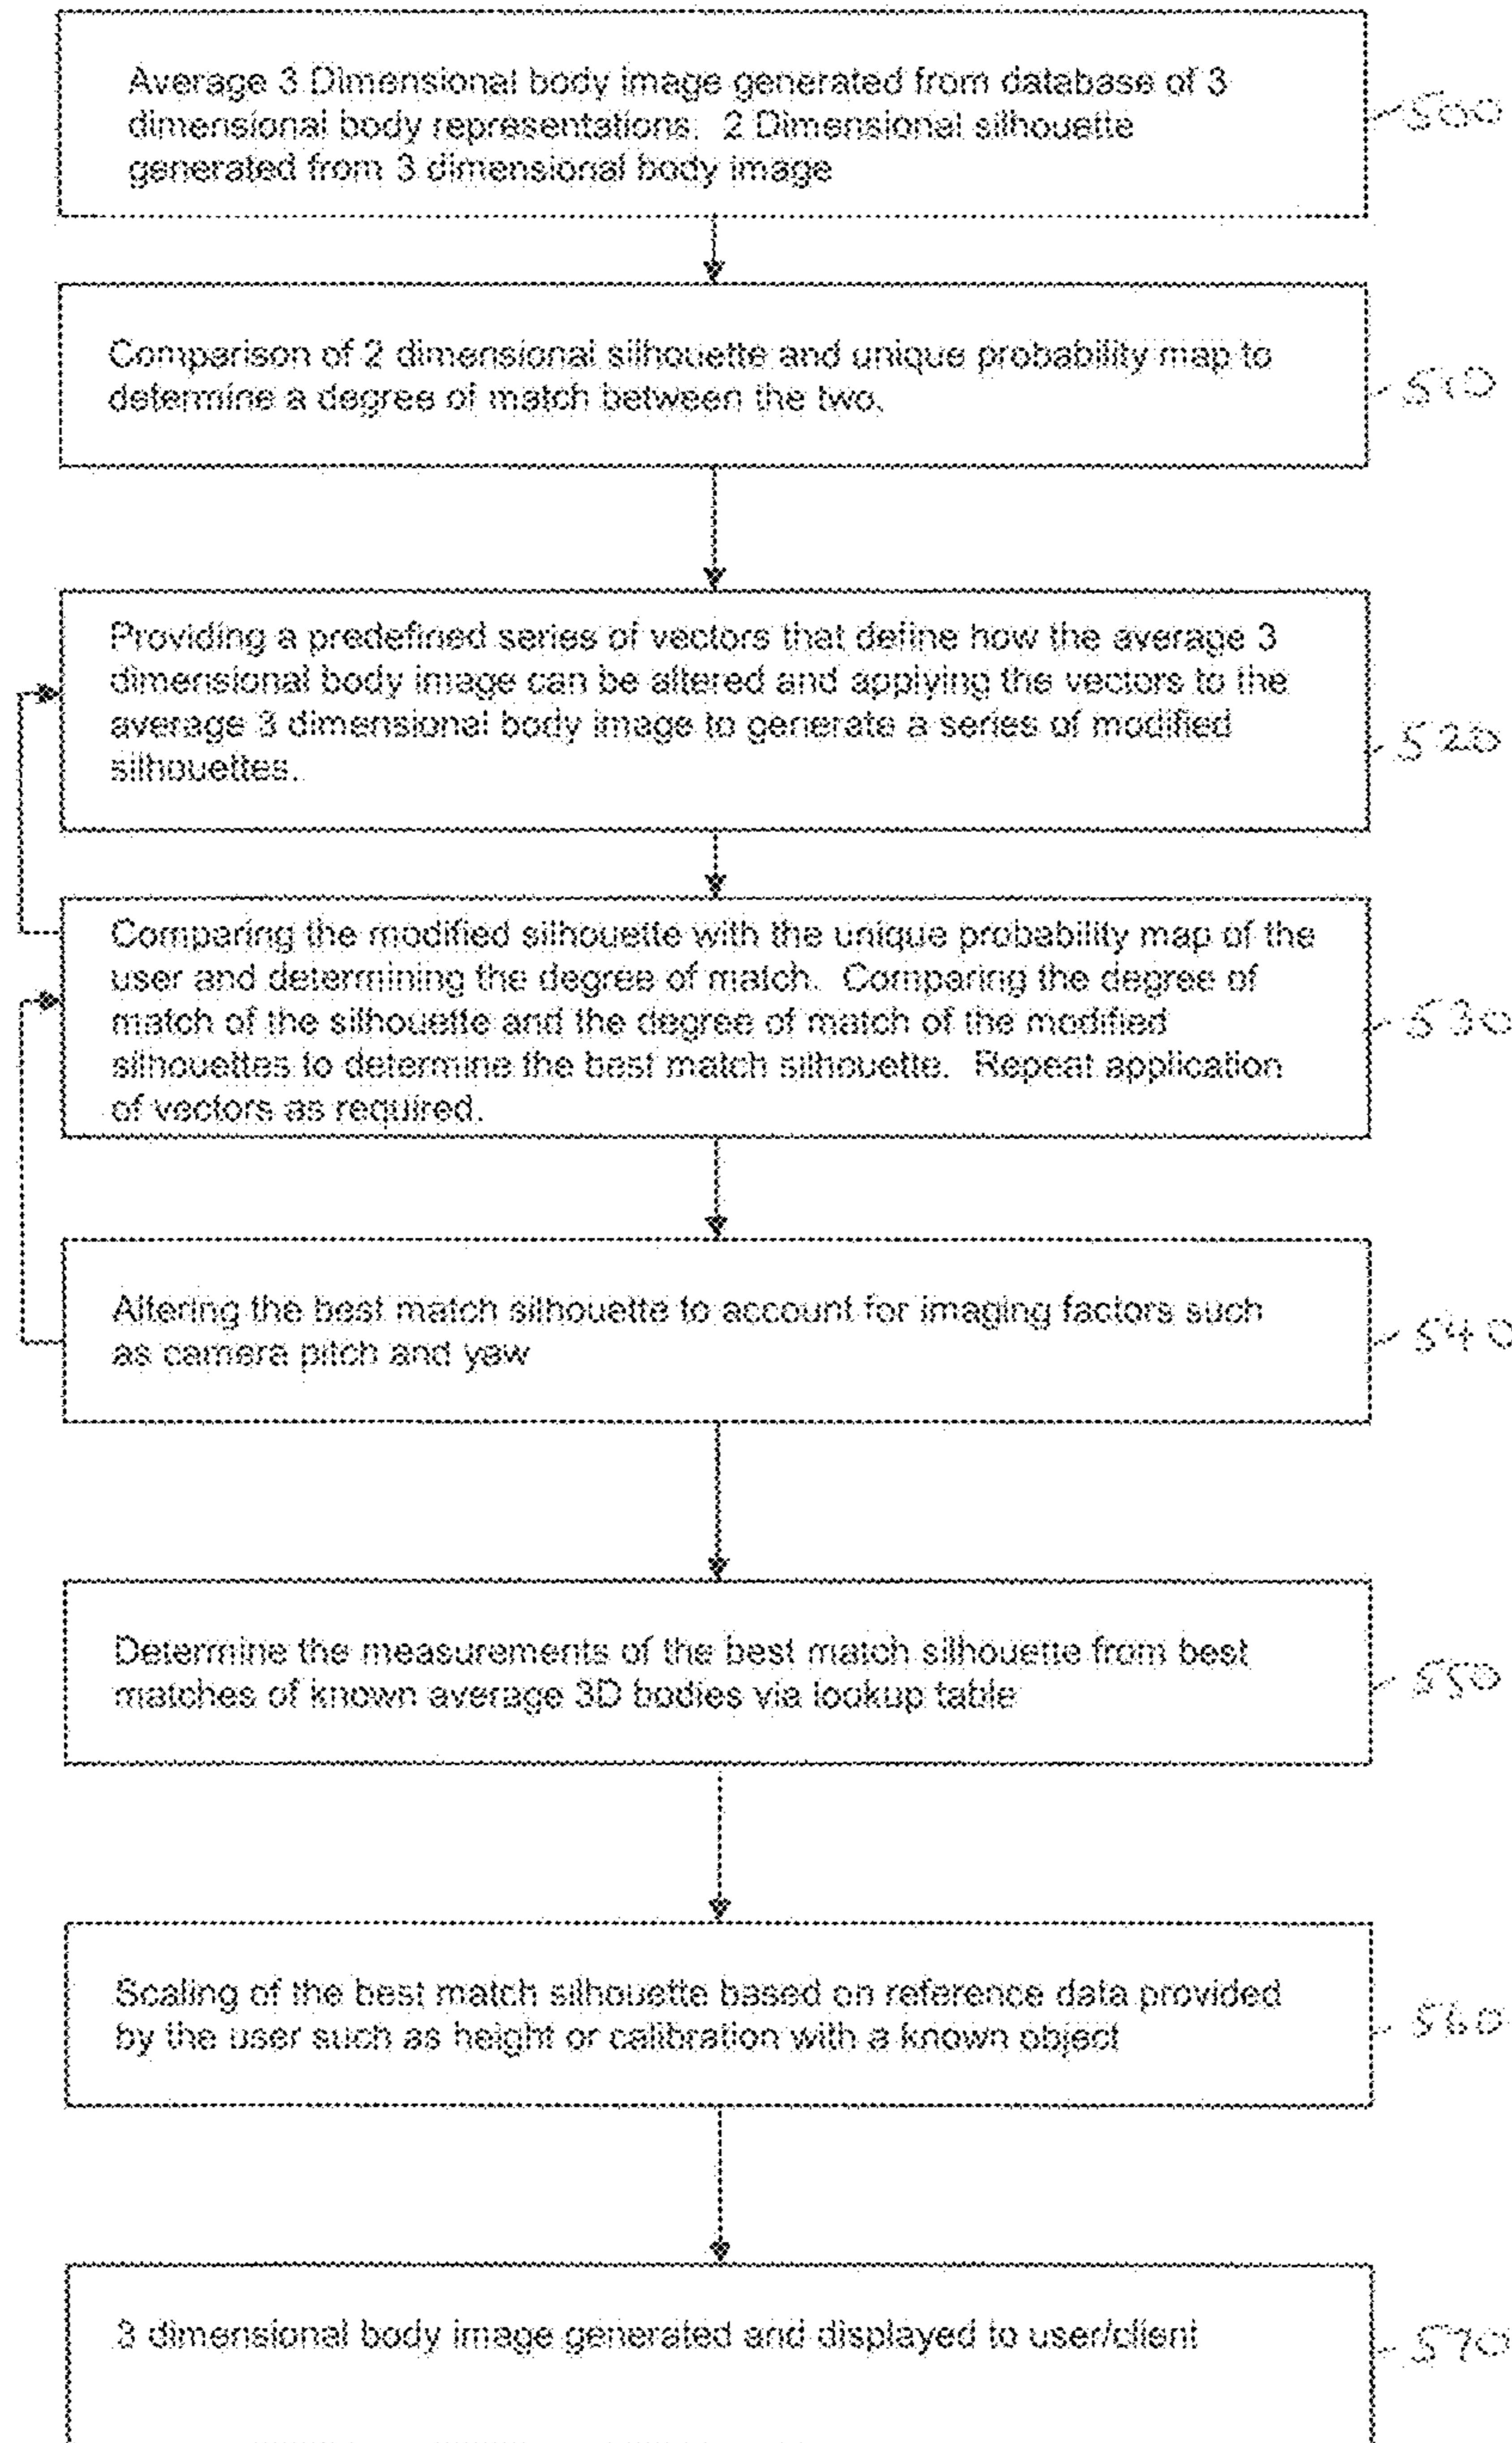 Average 3 Dimensional body image generated from database of 3
dimensional body representations. 2 Dimensional silhouette
generated from 3 dimensional body image
500
Comparison of 2 dimensional silhouette and unique probability map to
determine a degree of match between the two.
510
Providing a predefined series of vectors that define how the average 3
dimensional body image can be altered and applying the vectors to the
average 3 dimensional body image to generate a series of modified
silhouettes.
520
Comparing the modified silhouette with the unique probability map of the
user and determining the degree of match. Comparing the degree of
match of the silhouette and the degree of match of the modified
silhouettes to determine the best match silhouette. Repeat application
of vectors as required.
530
Altering the best match silhouette to account for imaging factors such
as camera pitch and yaw
540
Determine the measurements of the best match silhouette from best
matches of known average 3D bodies via lookup table
550
Scaling of the best match silhouette based on reference data provided
by the user such as height or calibration with a known object
560
3 dimensional body image generated and displayed to user/client
570